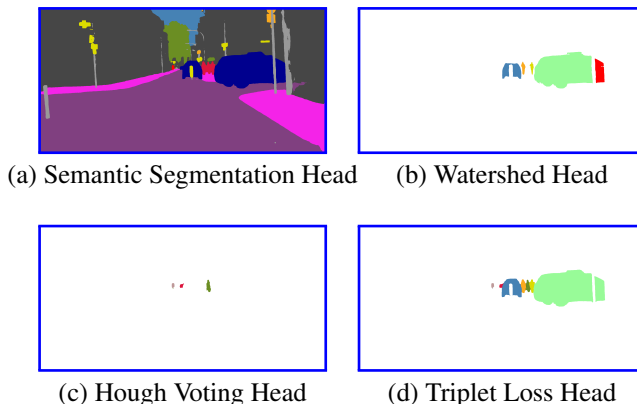 (a) Semantic Segmentation Head
(b) Watershed Head
(c) Hough Voting Head
(d) Triplet Loss Head